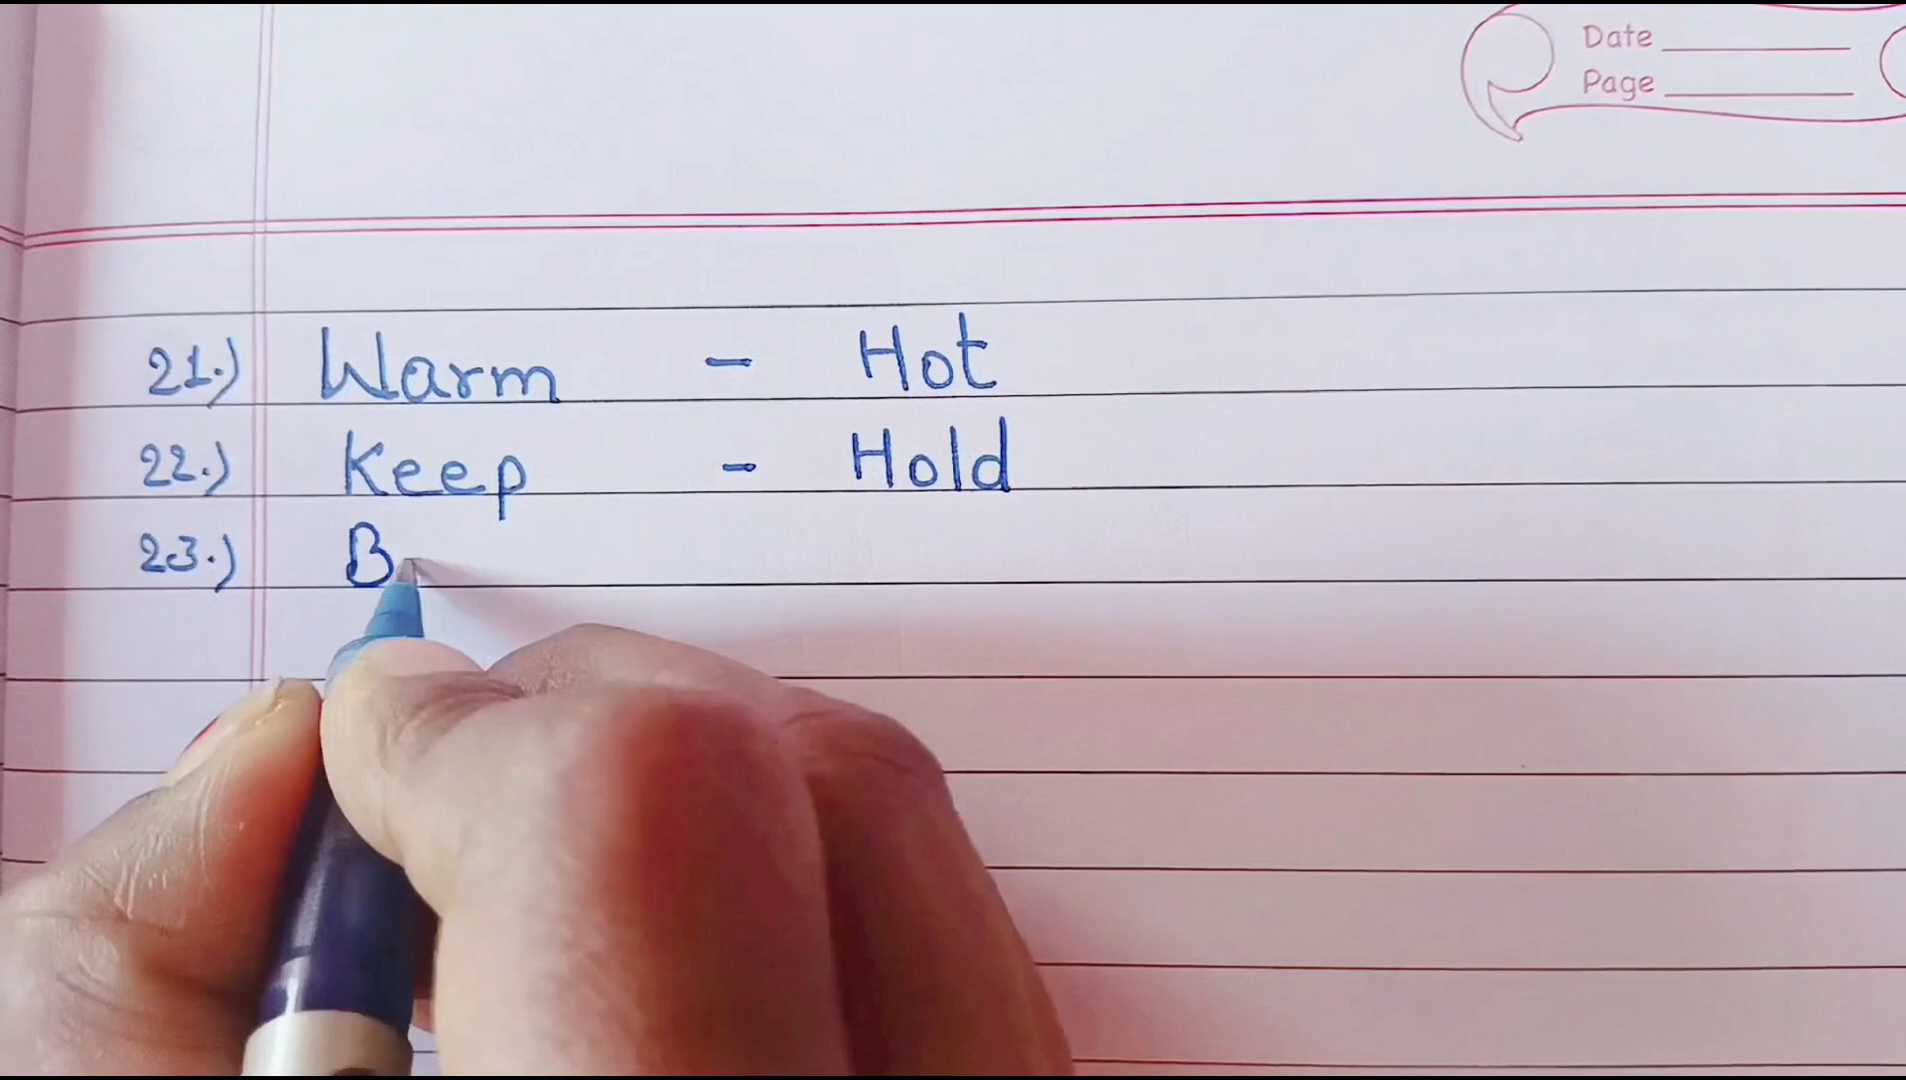 Date
Page
21.) Warm - Hot
22.) Keep - Hold
23.) B